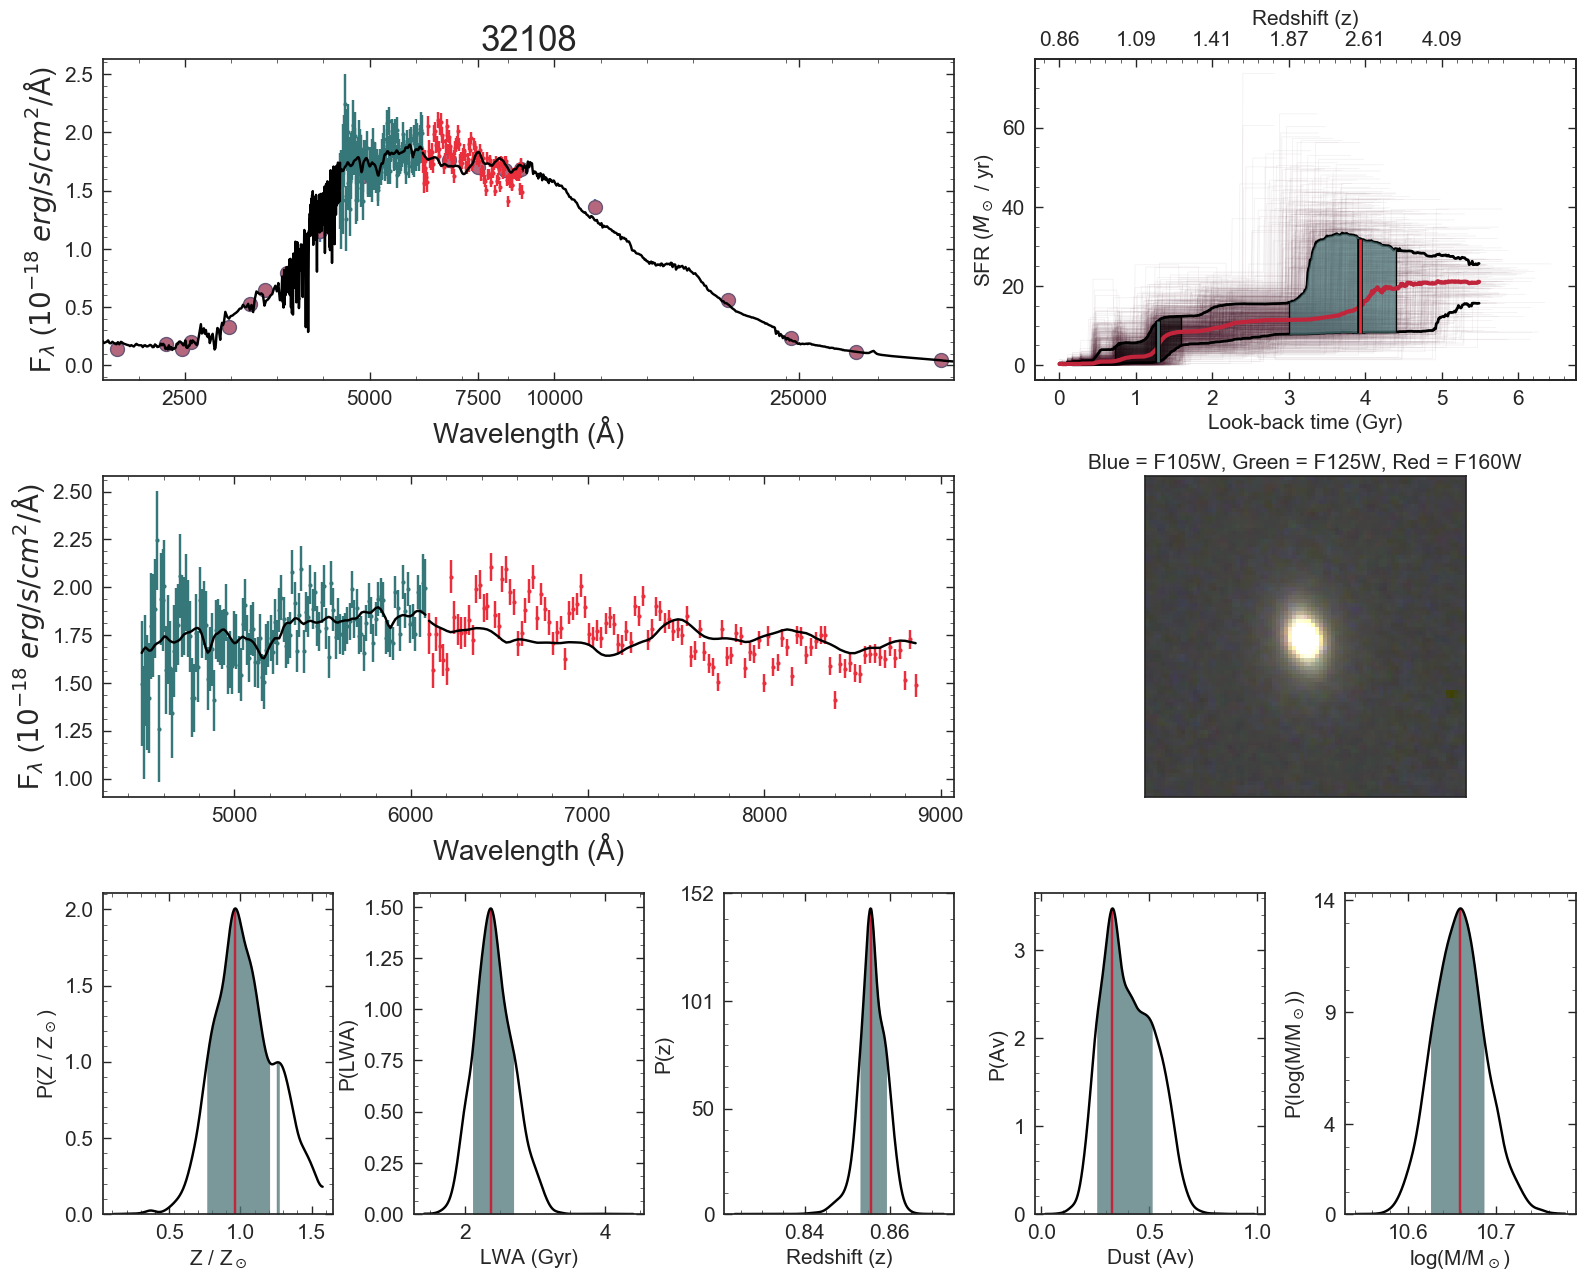 32108
F_λ (10^-18 erg/s/cm^2/Å)
2.5
2.0
1.5
1.0
0.5
0.0
2500 5000 7500 10000 25000
Wavelength (Å)
Redshift (z)
0.86 1.09 1.41 1.87 2.61 4.09
SFR (M_⊙ / yr)
60
40
20
0
0 1 2 3 4 5 6
Look-back time (Gyr)
F_λ (10^-18 erg/s/cm^2/Å)
2.50
2.25
2.00
1.75
1.50
1.25
1.00
5000 6000 7000 8000 9000
Wavelength (Å)
Blue = F105W, Green = F125W, Red = F160W
P(Z / Z_⊙)
2.0
1.5
1.0
0.5
0.0
0.5 1.0 1.5
Z / Z_⊙
P(LWA)
1.50
1.25
1.00
0.75
0.50
0.25
0.00
2 4
LWA (Gyr)
P(z)
152
101
50
0
0.84 0.86
Redshift (z)
P(Av)
3
2
1
0
0.0 0.5 1.0
Dust (Av)
P(log(M/M_⊙))
14
9
4
0
10.6 10.7
log(M/M_⊙)